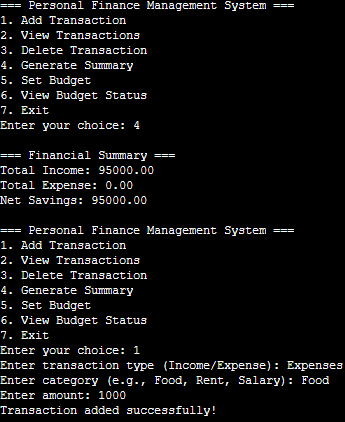 === Personal Finance Management System ===
1. Add Transaction
2. View Transactions
3. Delete Transaction
4. Generate Summary
5. Set Budget
6. View Budget Status
7. Exit
Enter your choice: 4
=== Financial Summary ===
Total Income: 95000.00
Total Expense: 0.00
Net Savings: 95000.00
=== Personal Finance Management System ===
1. Add Transaction
2. View Transactions
3. Delete Transaction
4. Generate Summary
5. Set Budget
6. View Budget Status
7. Exit
Enter your choice: 1
Enter transaction type (Income/Expense): Expenses
Enter category (e.g., Food, Rent, Salary): Food
Enter amount: 1000
Transaction added successfully!